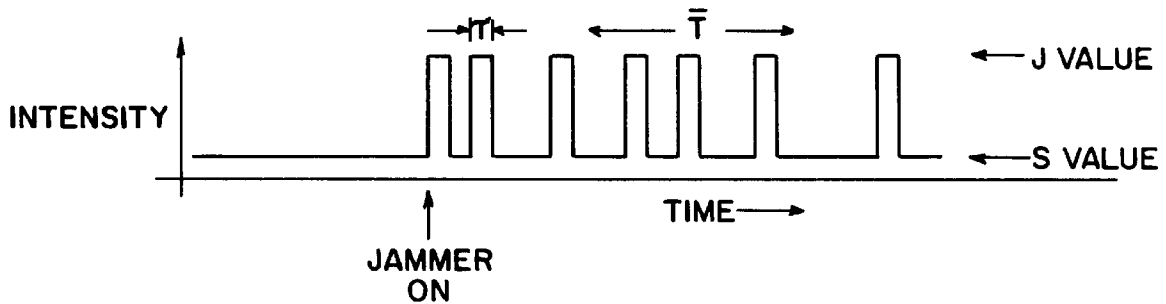 T
T̅
J VALUE
INTENSITY
S VALUE
TIME
JAMMER
ON